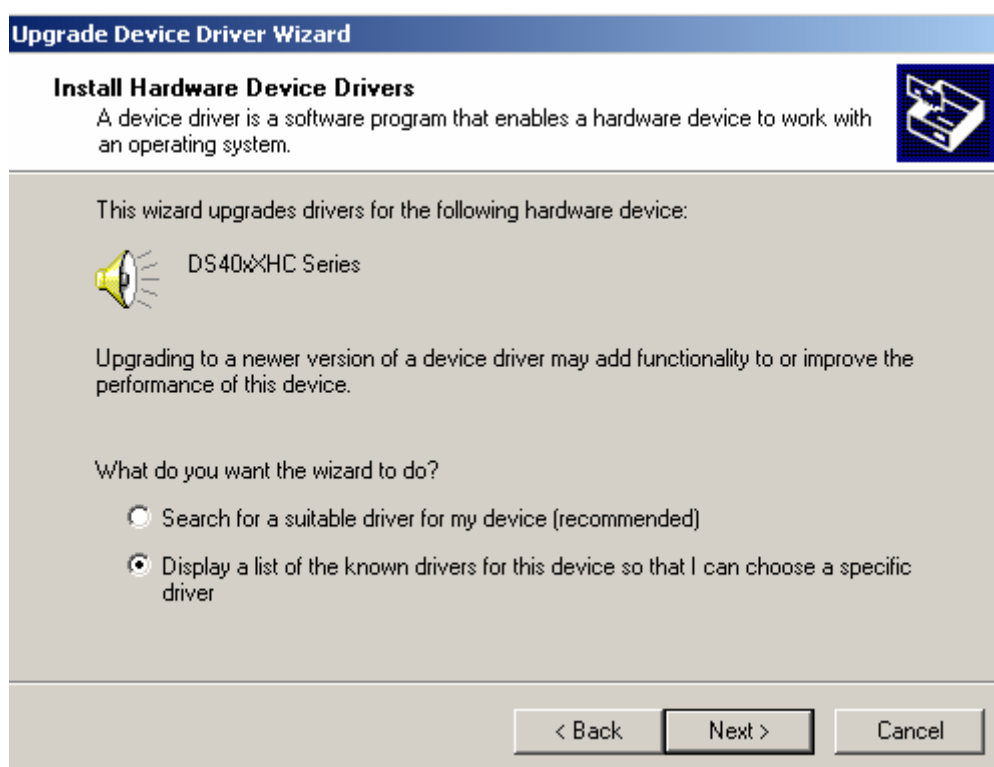 Upgrade Device Driver Wizard
Install Hardware Device Drivers
A device driver is a software program that enables a hardware device to work with
an operating system.
This wizard upgrades drivers for the following hardware device:
DS40xXHC Series
Upgrading to a newer version of a device driver may add functionality to or improve the
performance of this device.
What do you want the wizard to do?
Search for a suitable driver for my device (recommended)
Display a list of the known drivers for this device so that I can choose a specific
driver
< Back Next > Cancel